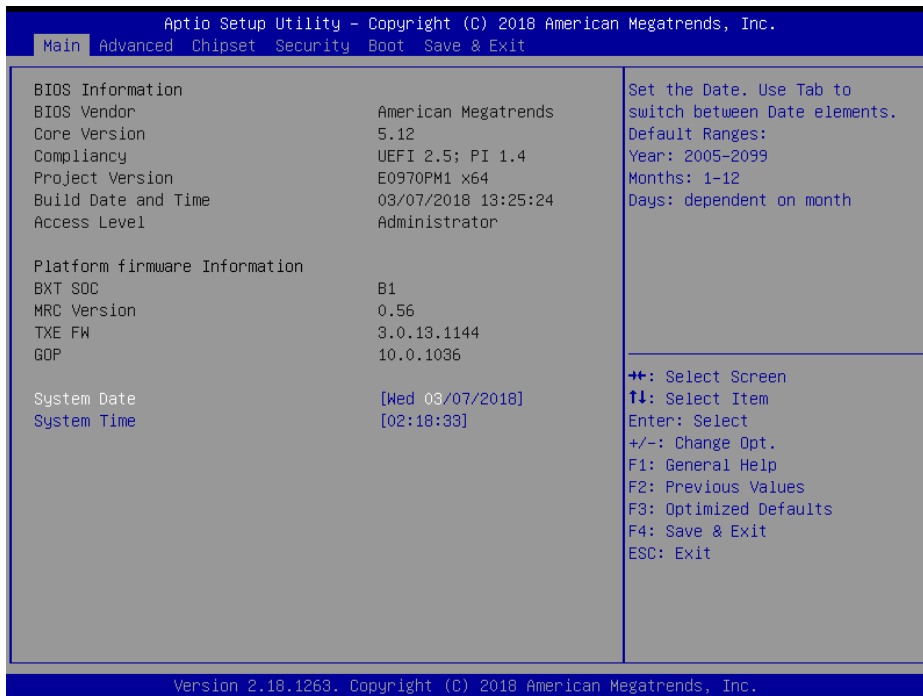 Aptio Setup Utility – Copyright (C) 2018 American Megatrends, Inc.
Main Advanced Chipset Security Boot Save & Exit
BIOS Information
BIOS Vendor American Megatrends
Core Version 5.12
Compliancy UEFI 2.5; PI 1.4
Project Version E0970PM1 x64
Build Date and Time 03/07/2018 13:25:24
Access Level Administrator
Platform firmware Information
BXT SOC B1
MRC Version 0.56
TXE FW 3.0.13.1144
GOP 10.0.1036
System Date [Wed 03/07/2018]
System Time [02:18:33]
Set the Date. Use Tab to
switch between Date elements.
Default Ranges:
Year: 2005-2099
Months: 1-12
Days: dependent on month
→←: Select Screen
↑↓: Select Item
Enter: Select
+/-: Change Opt.
F1: General Help
F2: Previous Values
F3: Optimized Defaults
F4: Save & Exit
ESC: Exit
Version 2.18.1263. Copyright (C) 2018 American Megatrends, Inc.